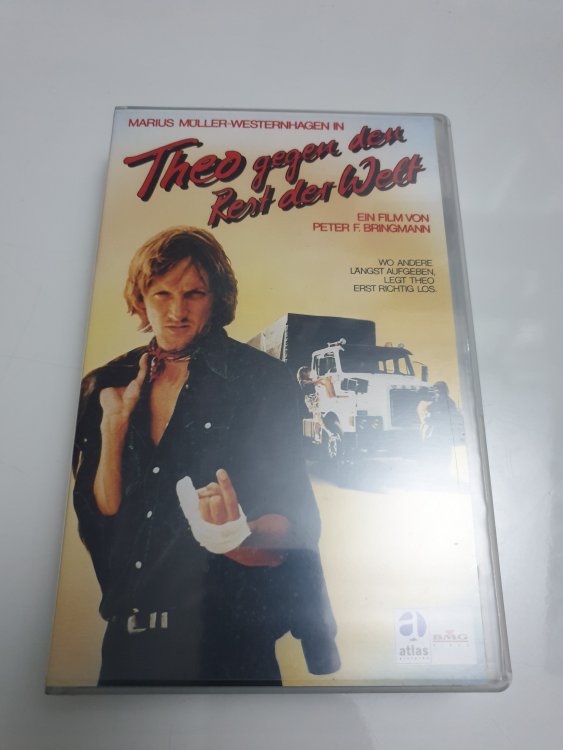 MARIUS MÜLLER-WESTERNHAGEN IN
Theo gegen den
Rest der Welt
EIN FILM VON
PETER F. BRINGMANN
WO ANDERE
LÄNGST AUFGEBEN,
LEGT THEO
ERST RICHTIG LOS.
a
atlas
BMG
VIDEO